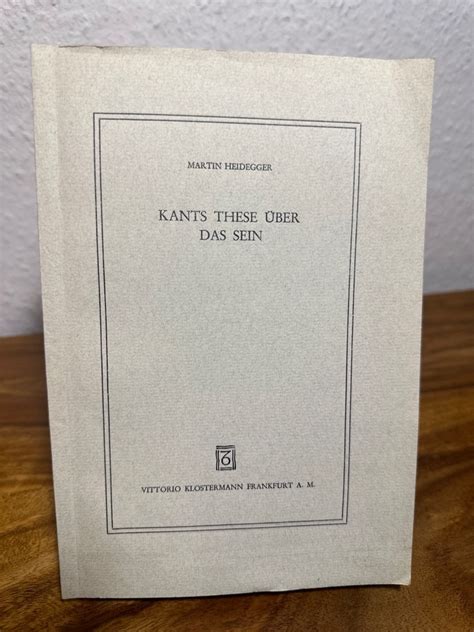 MARTIN HEIDEGGER
KANTS THESE ÜBER
DAS SEIN
VITTORIO KLOSTERMANN FRANKFURT A. M.